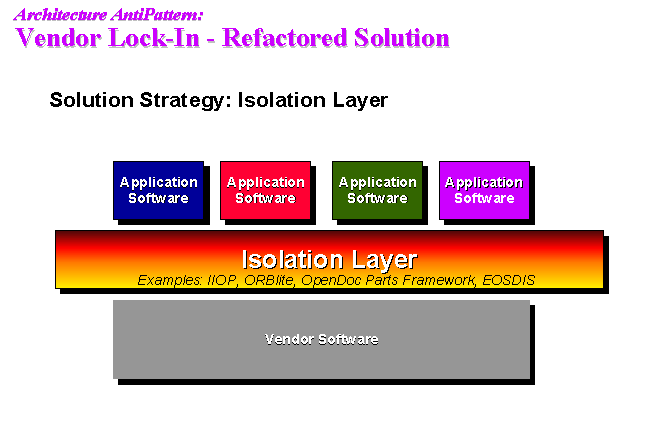 Architecture AntiPattern:
Vendor Lock-In - Refactored Solution
Solution Strategy: Isolation Layer
Application
Software
Application
Software
Application
Software
Application
Software
Isolation Layer
Examples: IIOP, ORBlite, OpenDoc Parts Framework, EOSDIS
Vendor Software